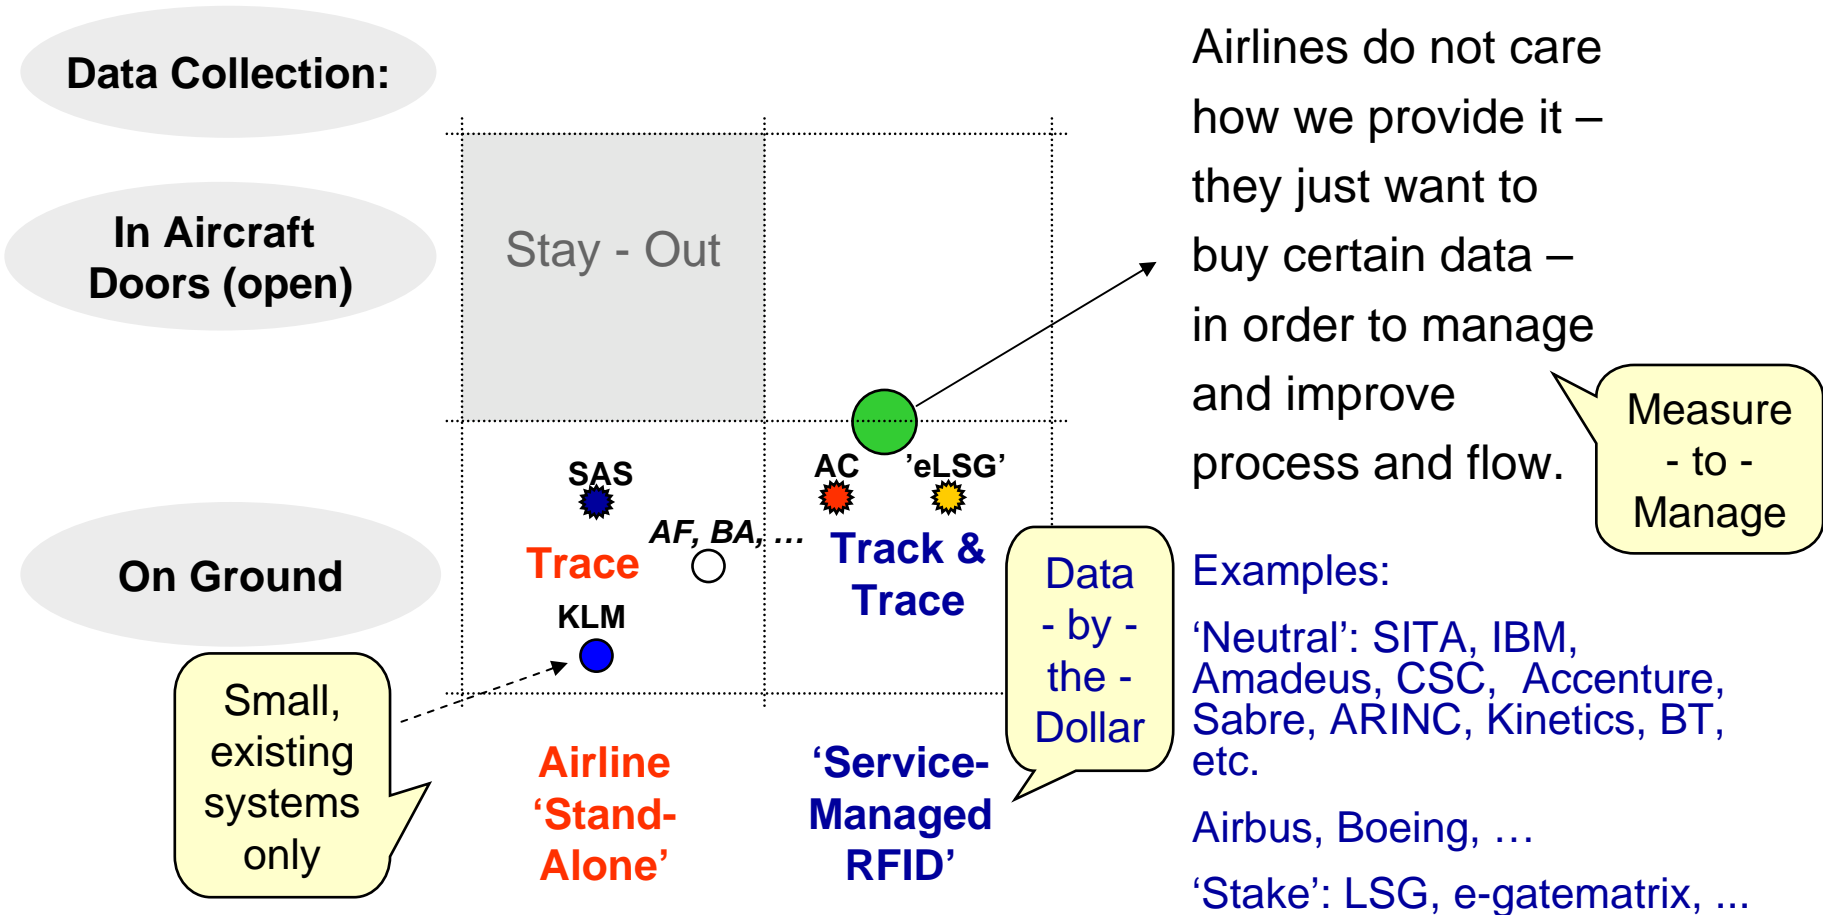 Data Collection:
In Aircraft
Doors (open)
On Ground
Stay - Out
SAS
AC
’eLSG’
AF, BA, …
Trace
Track &
Trace
KLM
Small,
existing
systems
only
Airline
‘Stand-
Alone’
‘Service-
Managed
RFID’
Data
- by -
the -
Dollar
Airlines do not care
how we provide it –
they just want to
buy certain data –
in order to manage
and improve
process and flow.
Measure
- to -
Manage
Examples:
‘Neutral’: SITA, IBM,
Amadeus, CSC, Accenture,
Sabre, ARINC, Kinetics, BT,
etc.
Airbus, Boeing, …
‘Stake’: LSG, e-gatematrix, ...